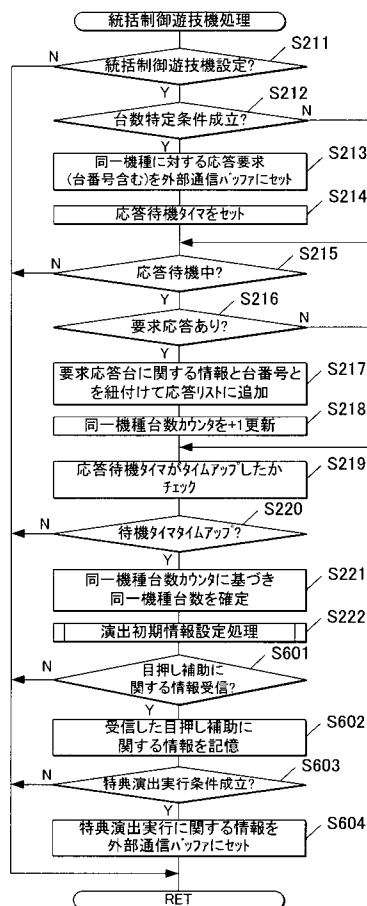 統括制御遊技機処理
S211
N
統括制御遊技機設定?
Y
S212
N
台数特定条件成立?
Y
S213
同一機種に対する応答要求
(台番号含む)を外部通信バッファにセット
S214
応答待機タイマをセット
S215
N
応答待機中?
Y
S216
N
要求応答あり?
Y
S217
要求応答台に関する情報と台番号と
を紐付けて応答リストに追加
S218
同一機種台数カウンタを+1更新
S219
応答待機タイマがタイムアップしたか
チェック
S220
N
待機タイマタイムアップ?
Y
S221
同一機種台数カウンタに基づき
同一機種台数を確定
S222
演出初期情報設定処理
S601
N
目押し補助に
関する情報受信?
Y
S602
受信した目押し補助に
関する情報を記憶
S603
N
特典演出実行条件成立?
Y
S604
特典演出実行に関する情報を
外部通信バッファにセット
RET